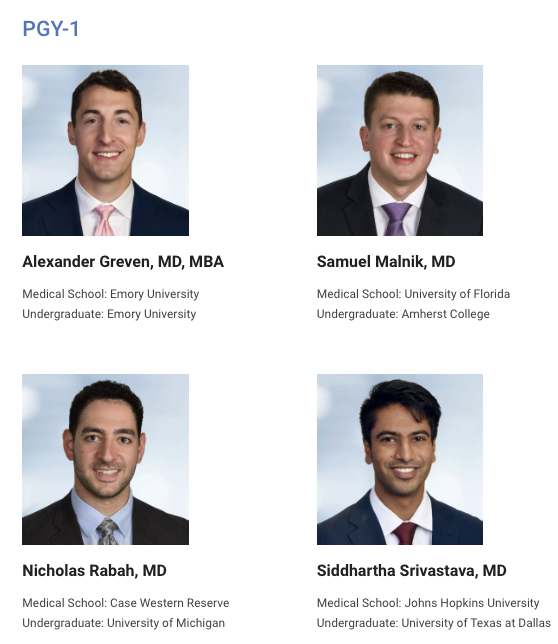 PGY-1
Alexander Greven, MD, MBA
Medical School: Emory University
Undergraduate: Emory University
Samuel Malnik, MD
Medical School: University of Florida
Undergraduate: Amherst College
Nicholas Rabah, MD
Medical School: Case Western Reserve
Undergraduate: University of Michigan
Siddhartha Srivastava, MD
Medical School: Johns Hopkins University
Undergraduate: University of Texas at Dallas